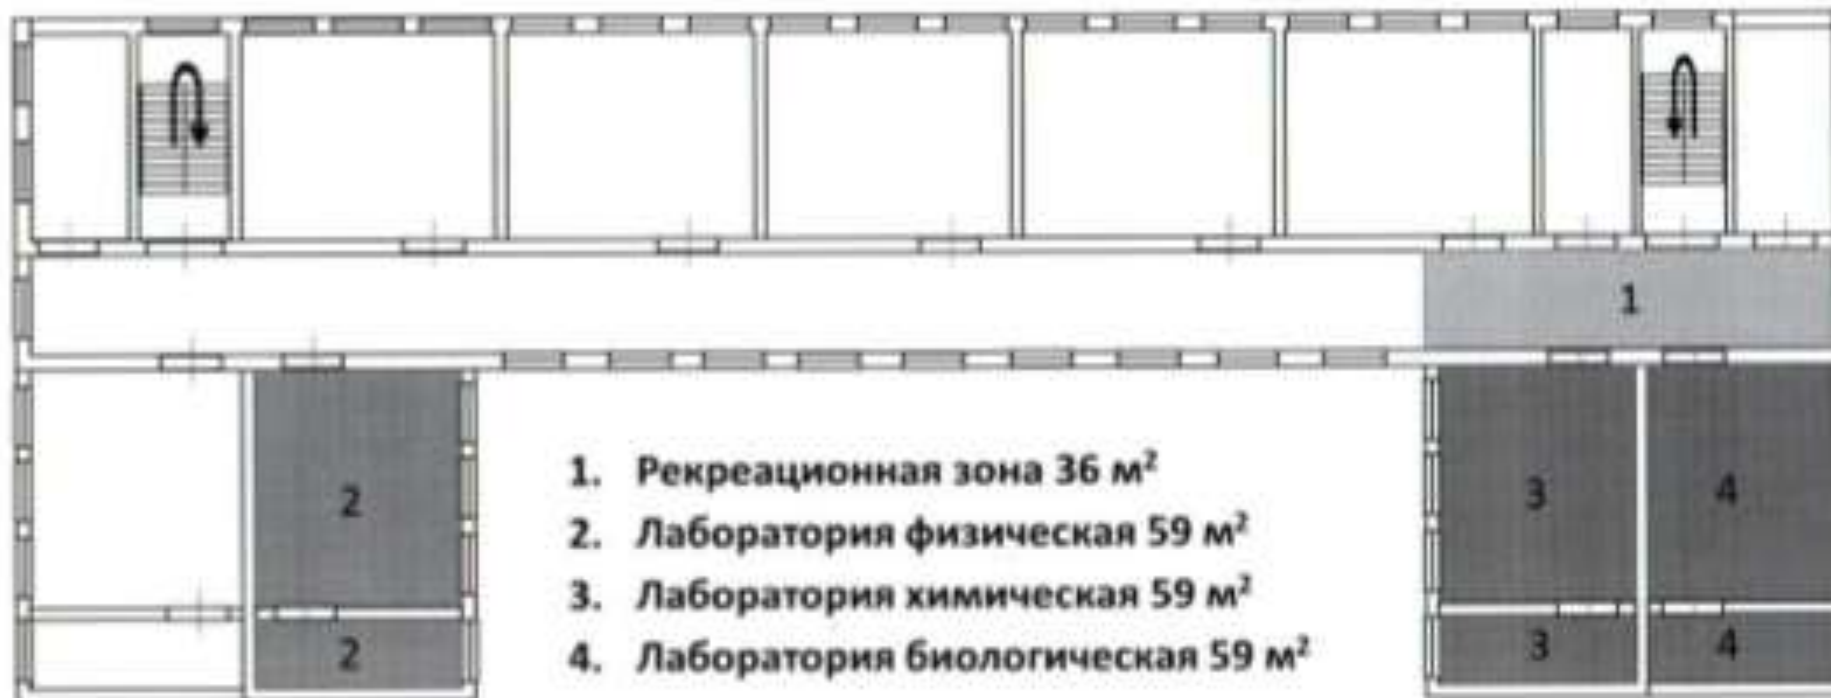 1
2
2
3
4
3
4
1. Рекреационная зона 36 м²
2. Лаборатория физическая 59 м²
3. Лаборатория химическая 59 м²
4. Лаборатория биологическая 59 м²